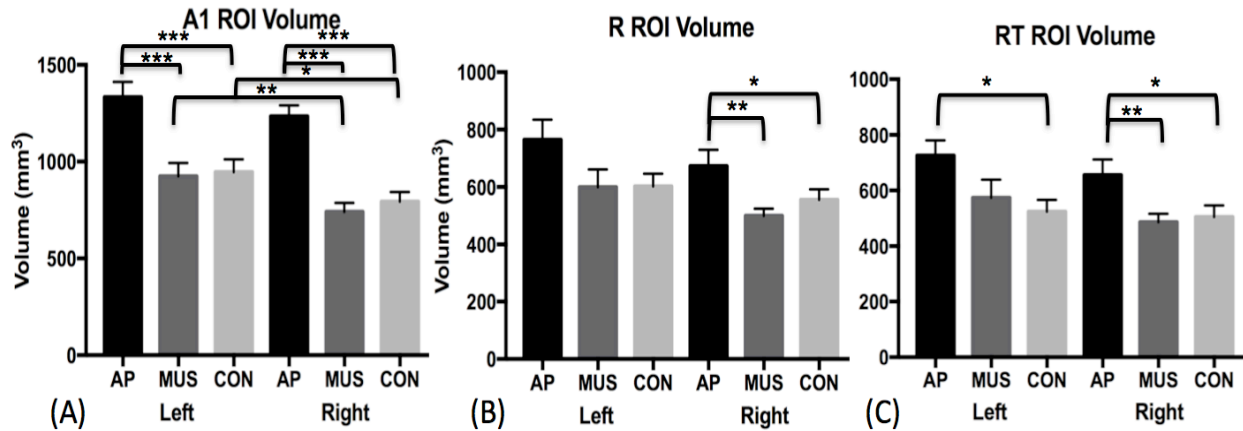 A1 ROI Volume
*** ***
*** ***
*
**
1500
1000
500
0
Volume (mm³)
AP MUS CON AP MUS CON
Left Right
(A)
R ROI Volume
*
**
1000
800
600
400
200
0
Volume (mm³)
AP MUS CON AP MUS CON
Left Right
(B)
RT ROI Volume
* *
**
1000
800
600
400
200
0
Volume (mm³)
AP MUS CON AP MUS CON
Left Right
(C)